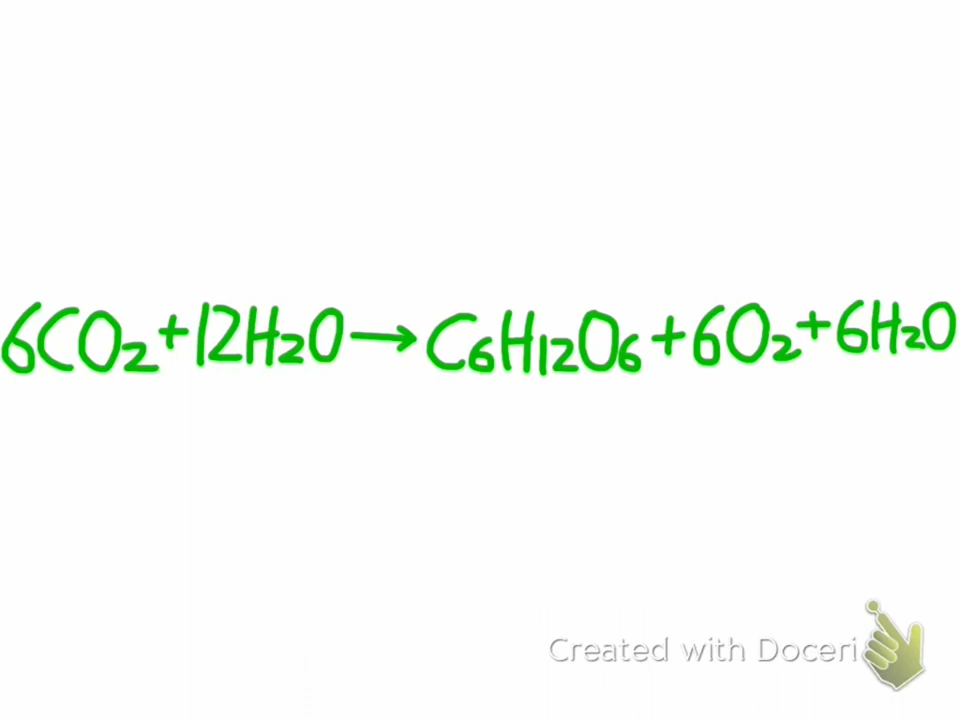 6CO₂+12H₂O→C₆H₁₂O₆+6O₂+6H₂O
Created with Doceri